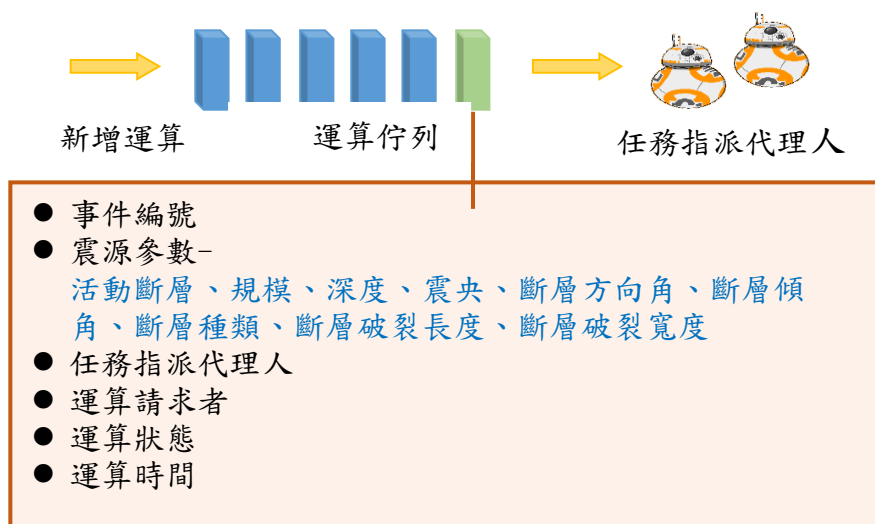 新增運算
運算佇列
任務指派代理人
● 事件編號
● 震源參數-
活動斷層、規模、深度、震央、斷層方向角、斷層傾
角、斷層種類、斷層破裂長度、斷層破裂寬度
● 任務指派代理人
● 運算請求者
● 運算狀態
● 運算時間